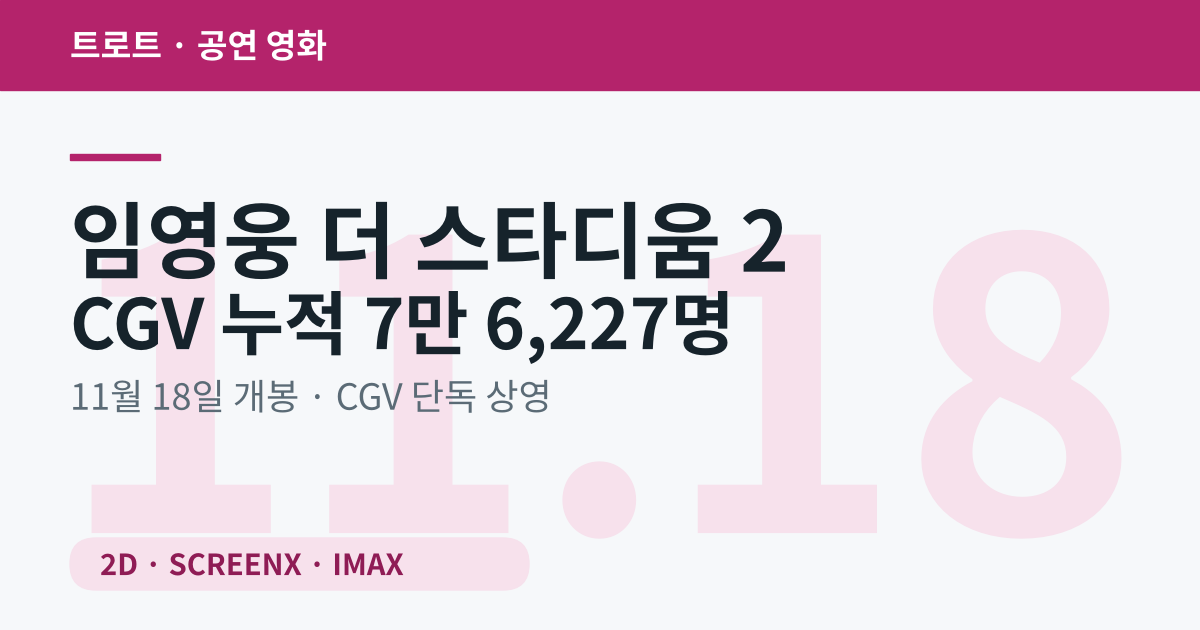 트로트 · 공연 영화
임영웅 더 스타디움 2
CGV 누적 7만 6,227명
11월 18일 개봉 · CGV 단독 상영
11.18
2D · SCREENX · IMAX